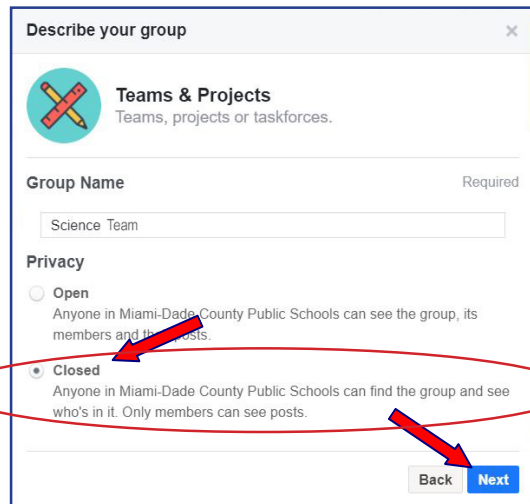 Describe your group
×
Teams & Projects
Teams, projects or taskforces.
Group Name Required
Science Team
Privacy
Open
Anyone in Miami-Dade County Public Schools can see the group, its
members and posts.
Closed
Anyone in Miami-Dade County Public Schools can find the group and see
who's in it. Only members can see posts.
Back Next